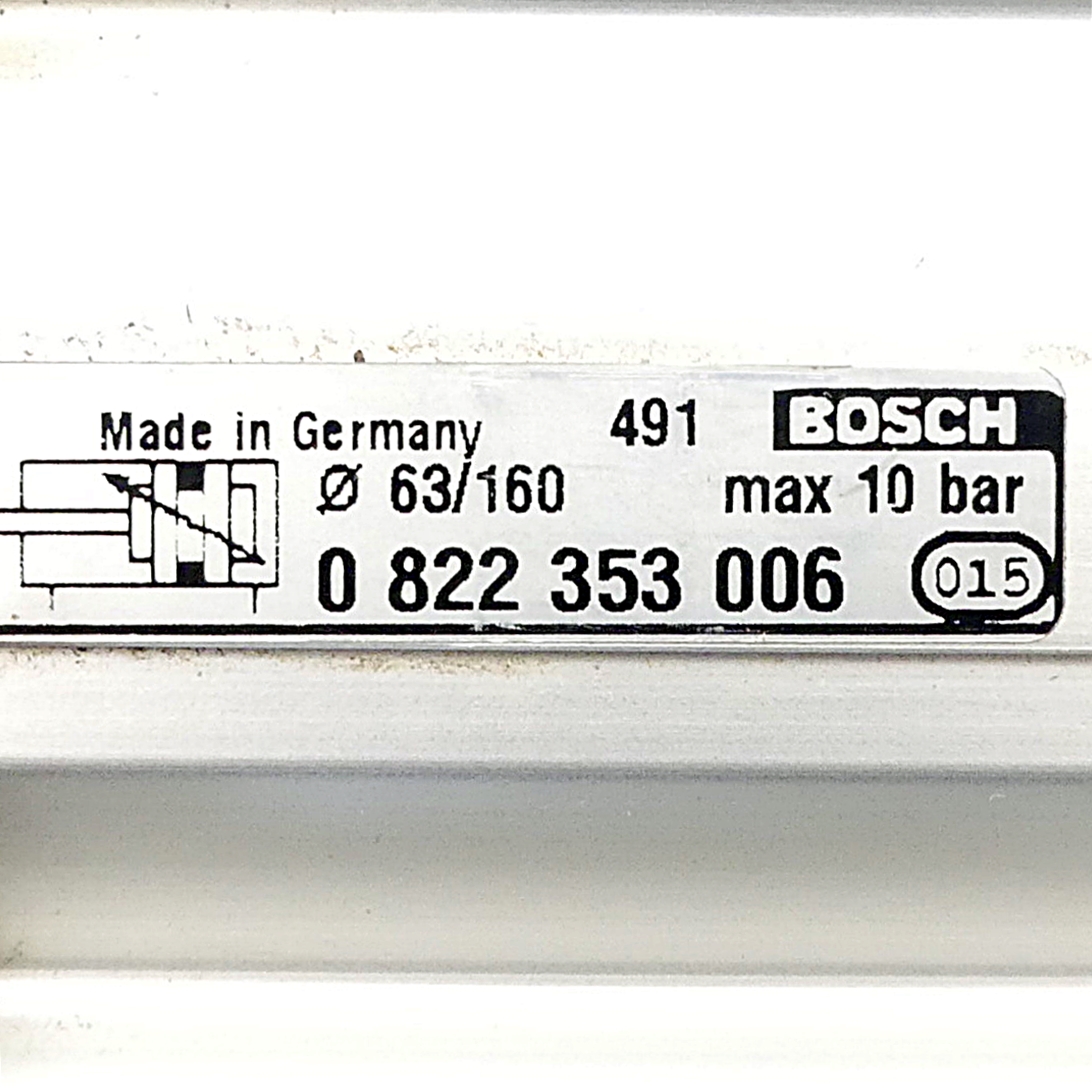 Made in Germany 491 BOSCH
Ø 63/160 max 10 bar
0 822 353 006 015